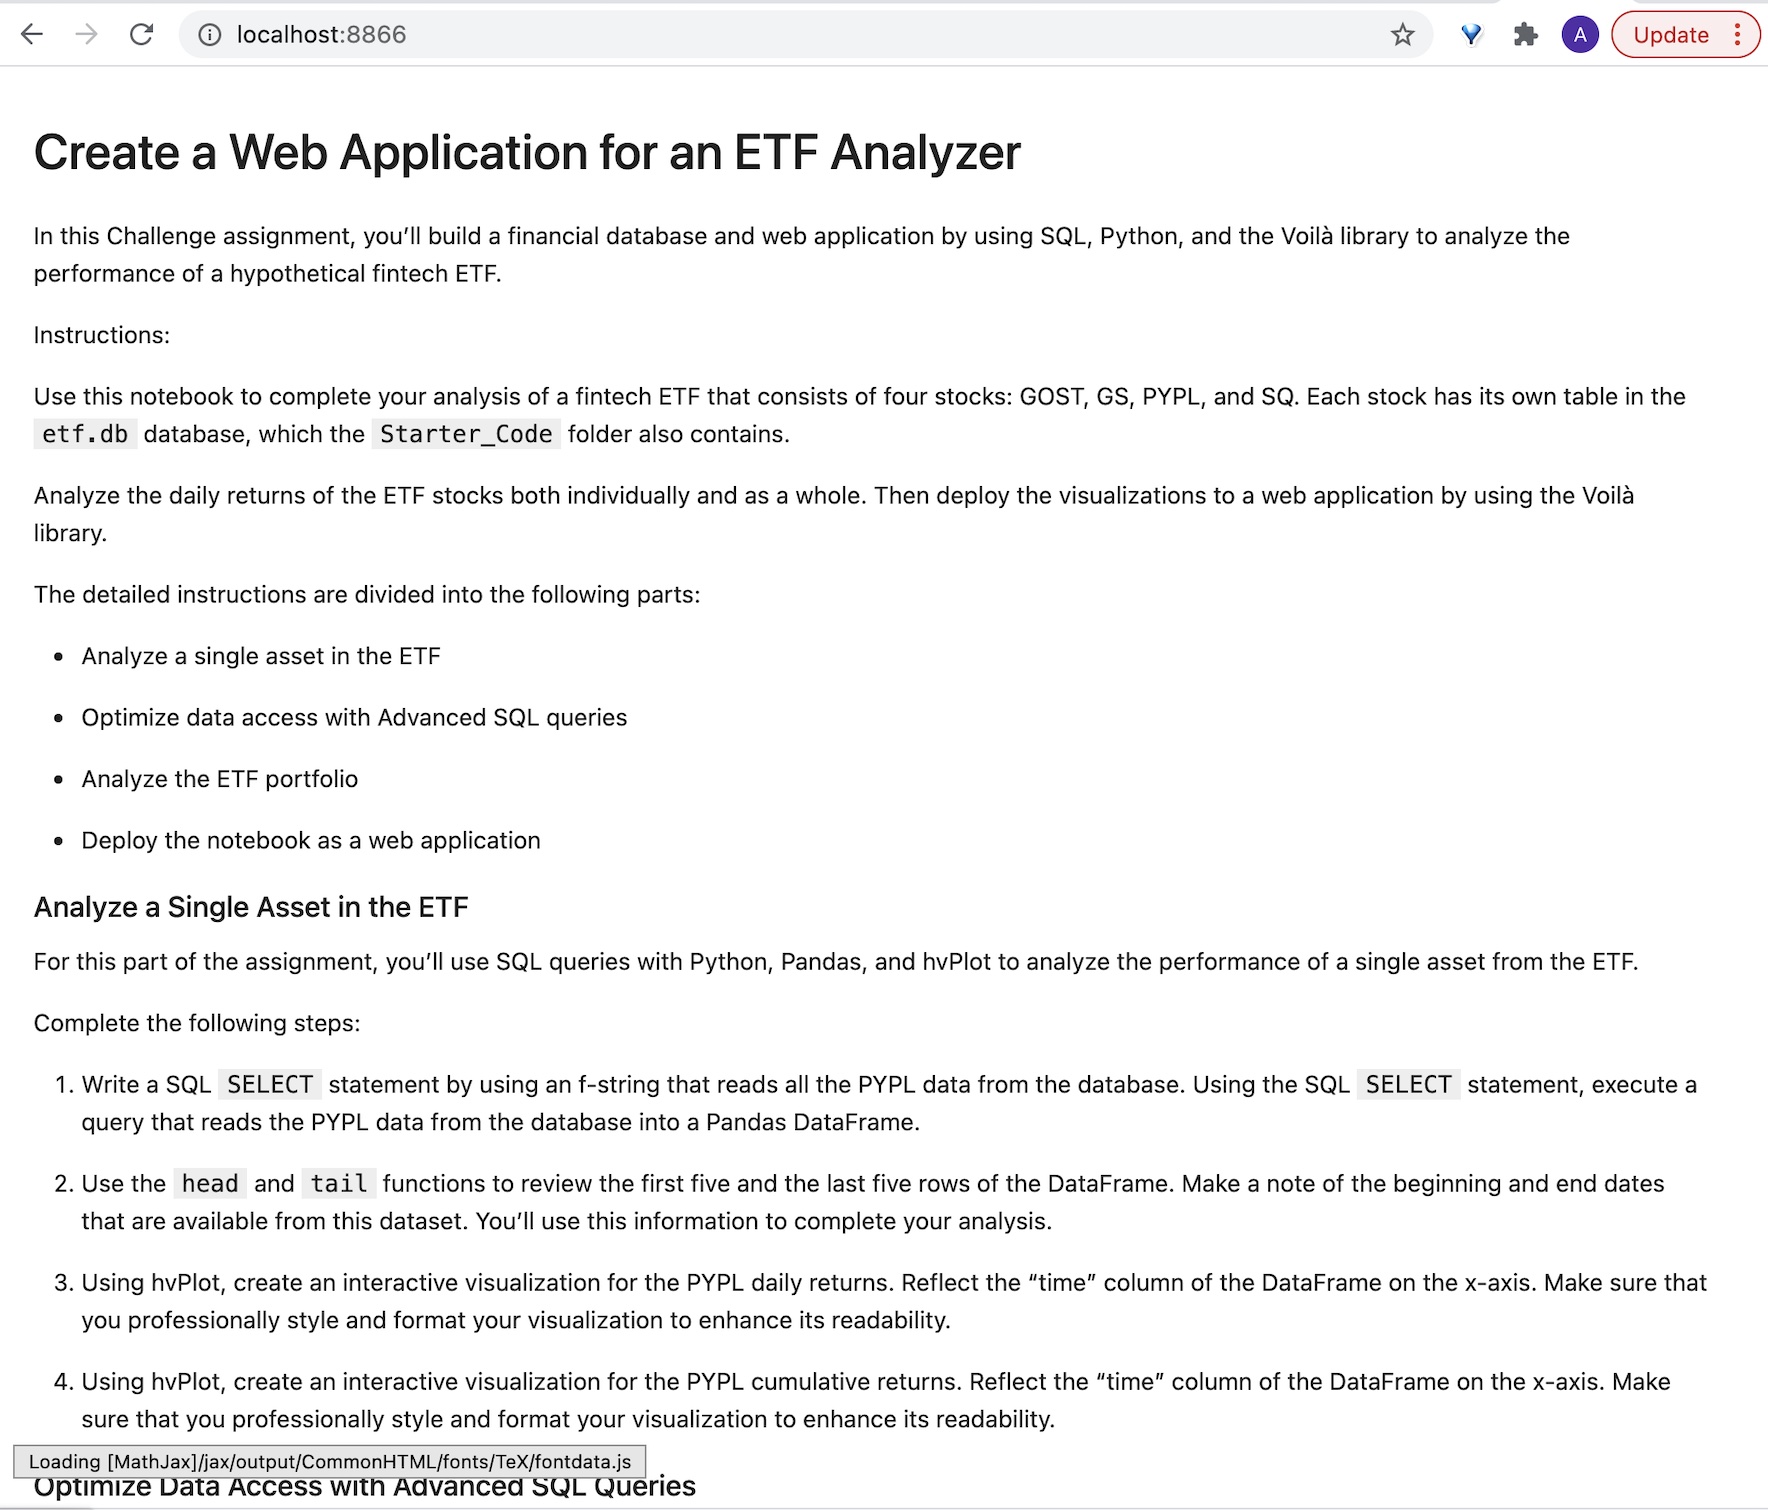 localhost:8866
A
Update
Create a Web Application for an ETF Analyzer
In this Challenge assignment, you’ll build a financial database and web application by using SQL, Python, and the Voilà library to analyze the
performance of a hypothetical fintech ETF.
Instructions:
Use this notebook to complete your analysis of a fintech ETF that consists of four stocks: GOST, GS, PYPL, and SQ. Each stock has its own table in the
etf.db database, which the Starter_Code folder also contains.
Analyze the daily returns of the ETF stocks both individually and as a whole. Then deploy the visualizations to a web application by using the Voilà
library.
The detailed instructions are divided into the following parts:
• Analyze a single asset in the ETF
• Optimize data access with Advanced SQL queries
• Analyze the ETF portfolio
• Deploy the notebook as a web application
Analyze a Single Asset in the ETF
For this part of the assignment, you’ll use SQL queries with Python, Pandas, and hvPlot to analyze the performance of a single asset from the ETF.
Complete the following steps:
1. Write a SQL SELECT statement by using an f-string that reads all the PYPL data from the database. Using the SQL SELECT statement, execute a
query that reads the PYPL data from the database into a Pandas DataFrame.
2. Use the head and tail functions to review the first five and the last five rows of the DataFrame. Make a note of the beginning and end dates
that are available from this dataset. You’ll use this information to complete your analysis.
3. Using hvPlot, create an interactive visualization for the PYPL daily returns. Reflect the “time” column of the DataFrame on the x-axis. Make sure that
you professionally style and format your visualization to enhance its readability.
4. Using hvPlot, create an interactive visualization for the PYPL cumulative returns. Reflect the “time” column of the DataFrame on the x-axis. Make
sure that you professionally style and format your visualization to enhance its readability.
Loading [MathJax]/jax/output/CommonHTML/fonts/TeX/fontdata.js
Optimize Data Access with Advanced SQL Queries